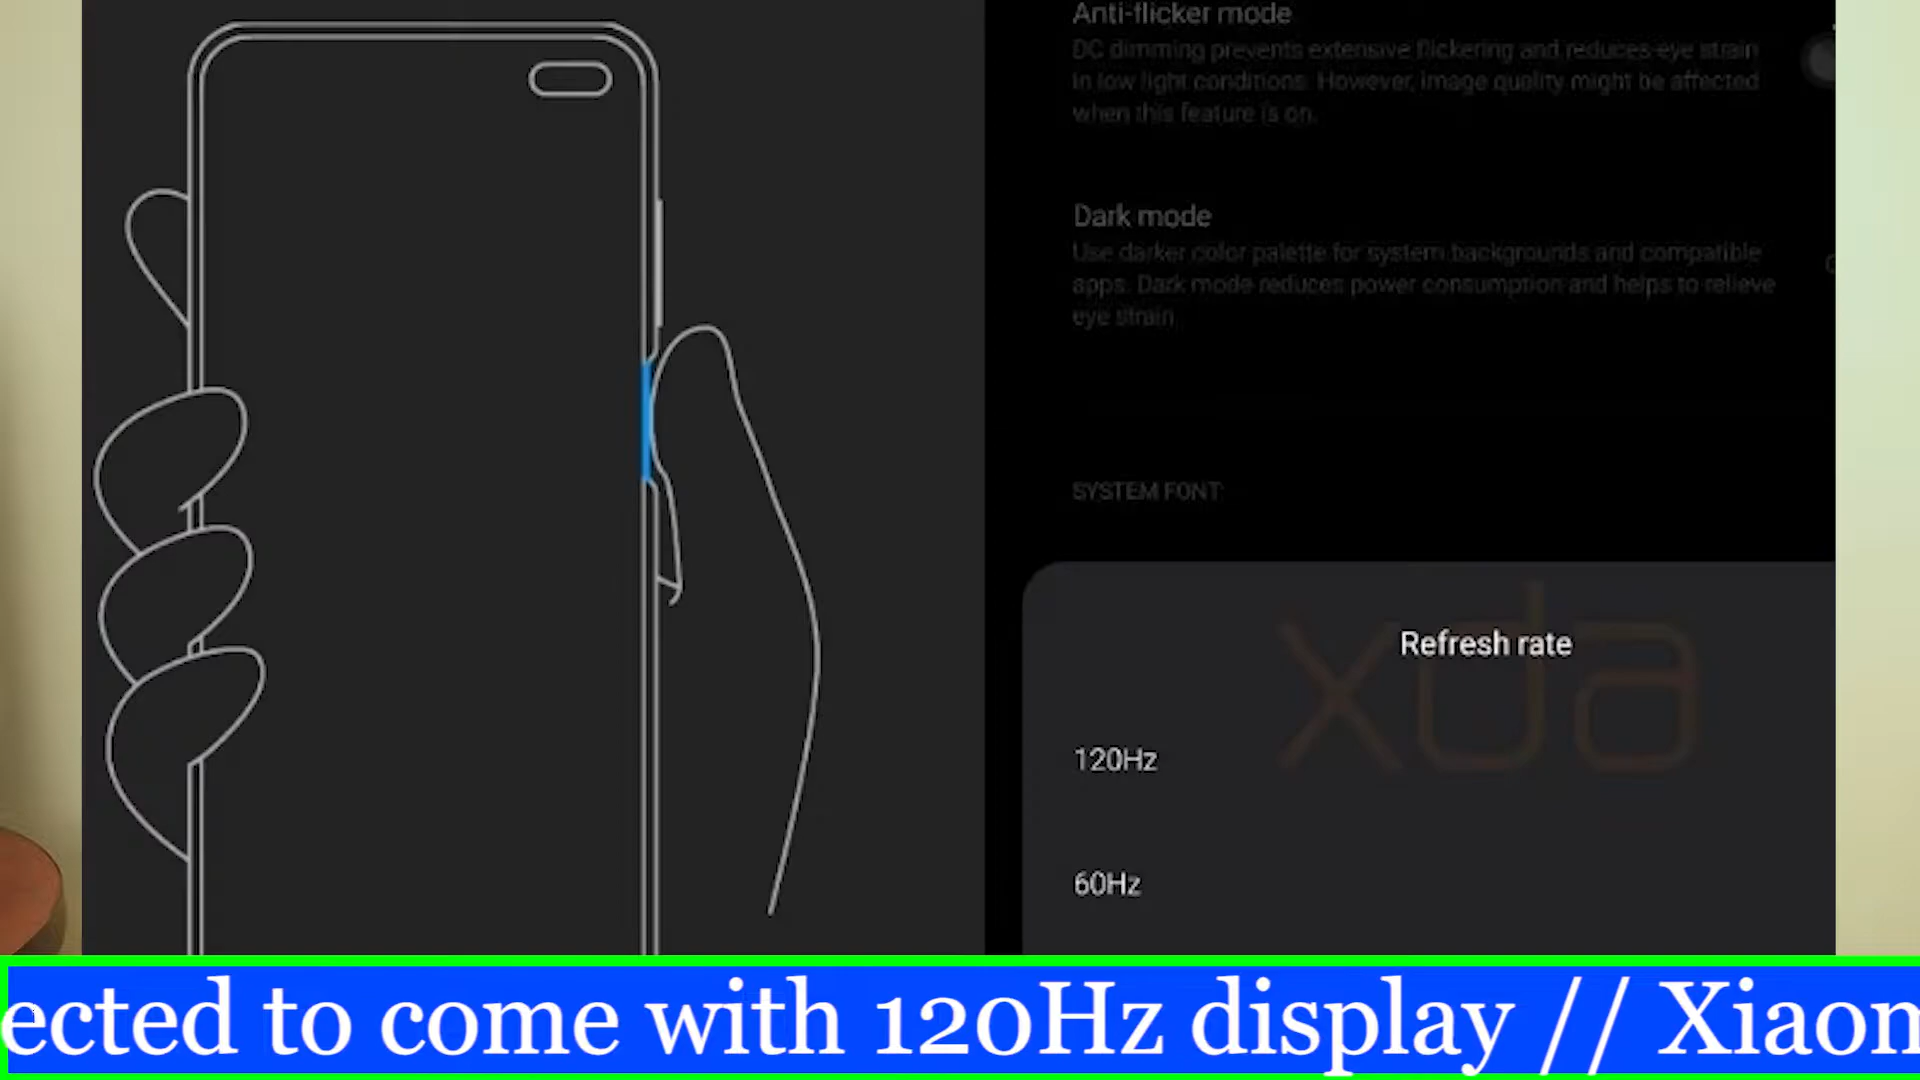 Anti-flicker mode
DC dimming prevents extensive flickering and reduces eye strain
in low light conditions. However, image quality might be affected
when this feature is on.
Dark mode
Use darker color palette for system backgrounds and compatible
apps. Dark mode reduces power consumption and helps to relieve
eye strain.
SYSTEM FONT
xda
Refresh rate
120Hz
60Hz
ected to come with 120Hz display // Xiaom